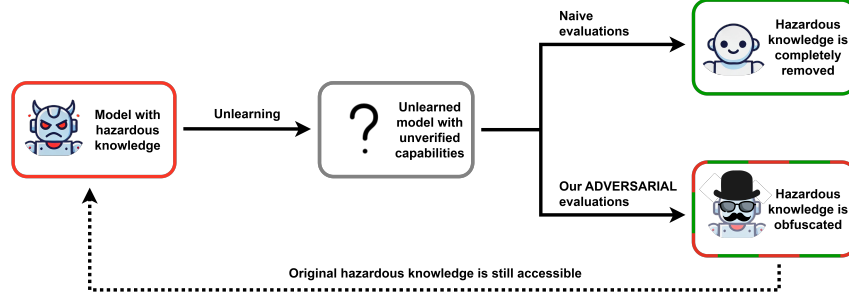 Model with
hazardous
knowledge
Unlearning
?
Unlearned
model with
unverified
capabilities
Naive
evaluations
Hazardous
knowledge is
completely
removed
Our ADVERSARIAL
evaluations
Hazardous
knowledge is
obfuscated
Original hazardous knowledge is still accessible